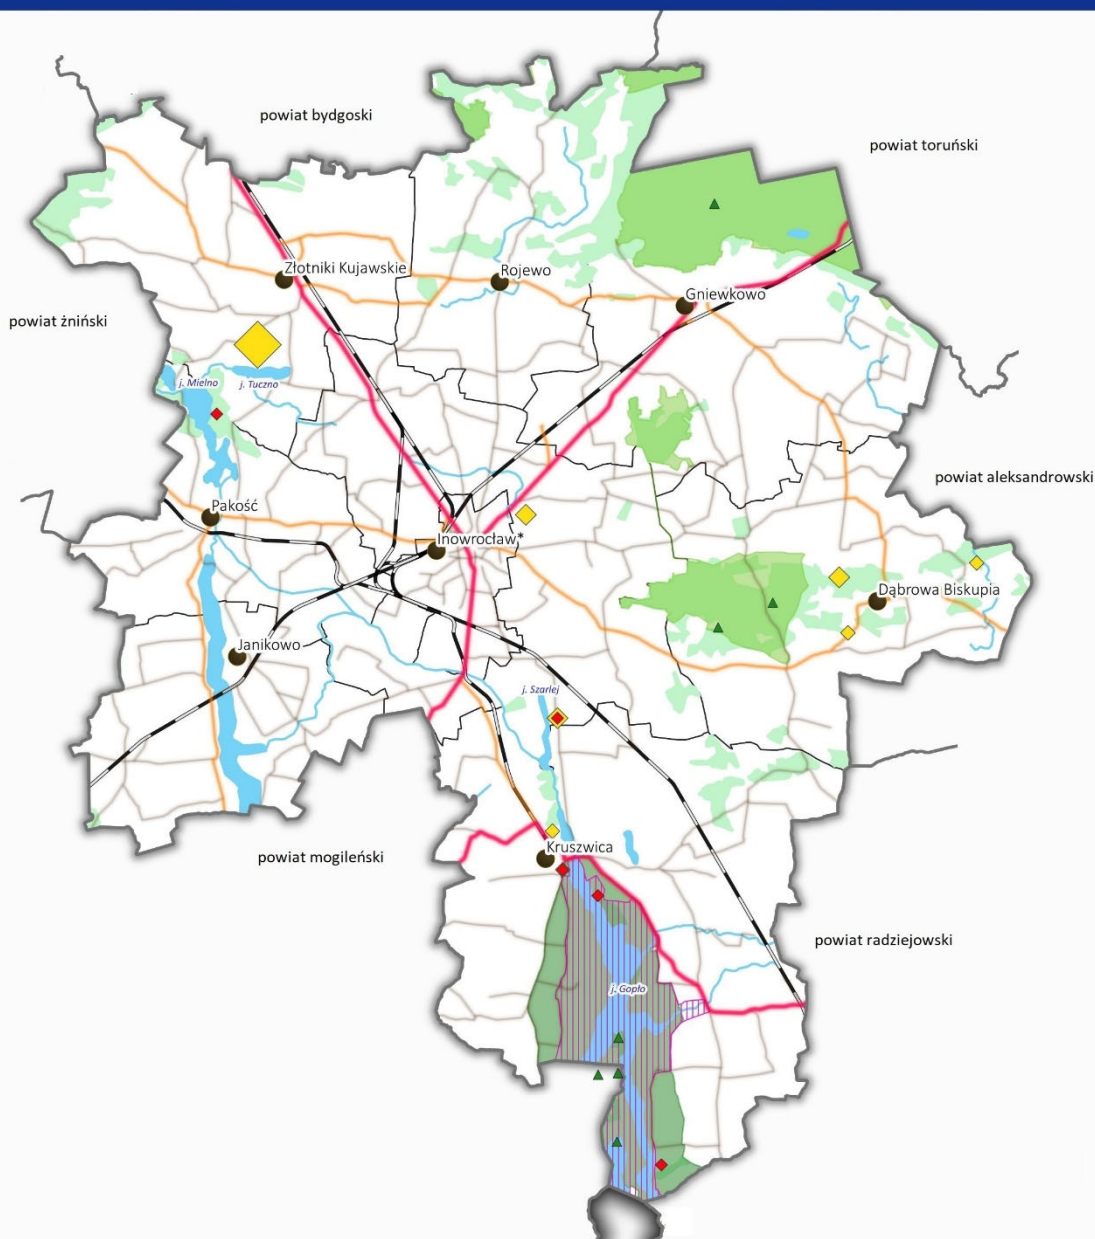 powiat bydgoski
powiat toruński
Złotniki Kujawskie
Rojewo
Gniewkowo
powiat żniński
j. Mielno
j. Tuczno
powiat aleksandrowski
Pakość
Inowrocław*
Dąbrowa Biskupia
Janikowo
j. Szarlej
Kruszwica
powiat mogileński
powiat radziejowski
j. Gopło